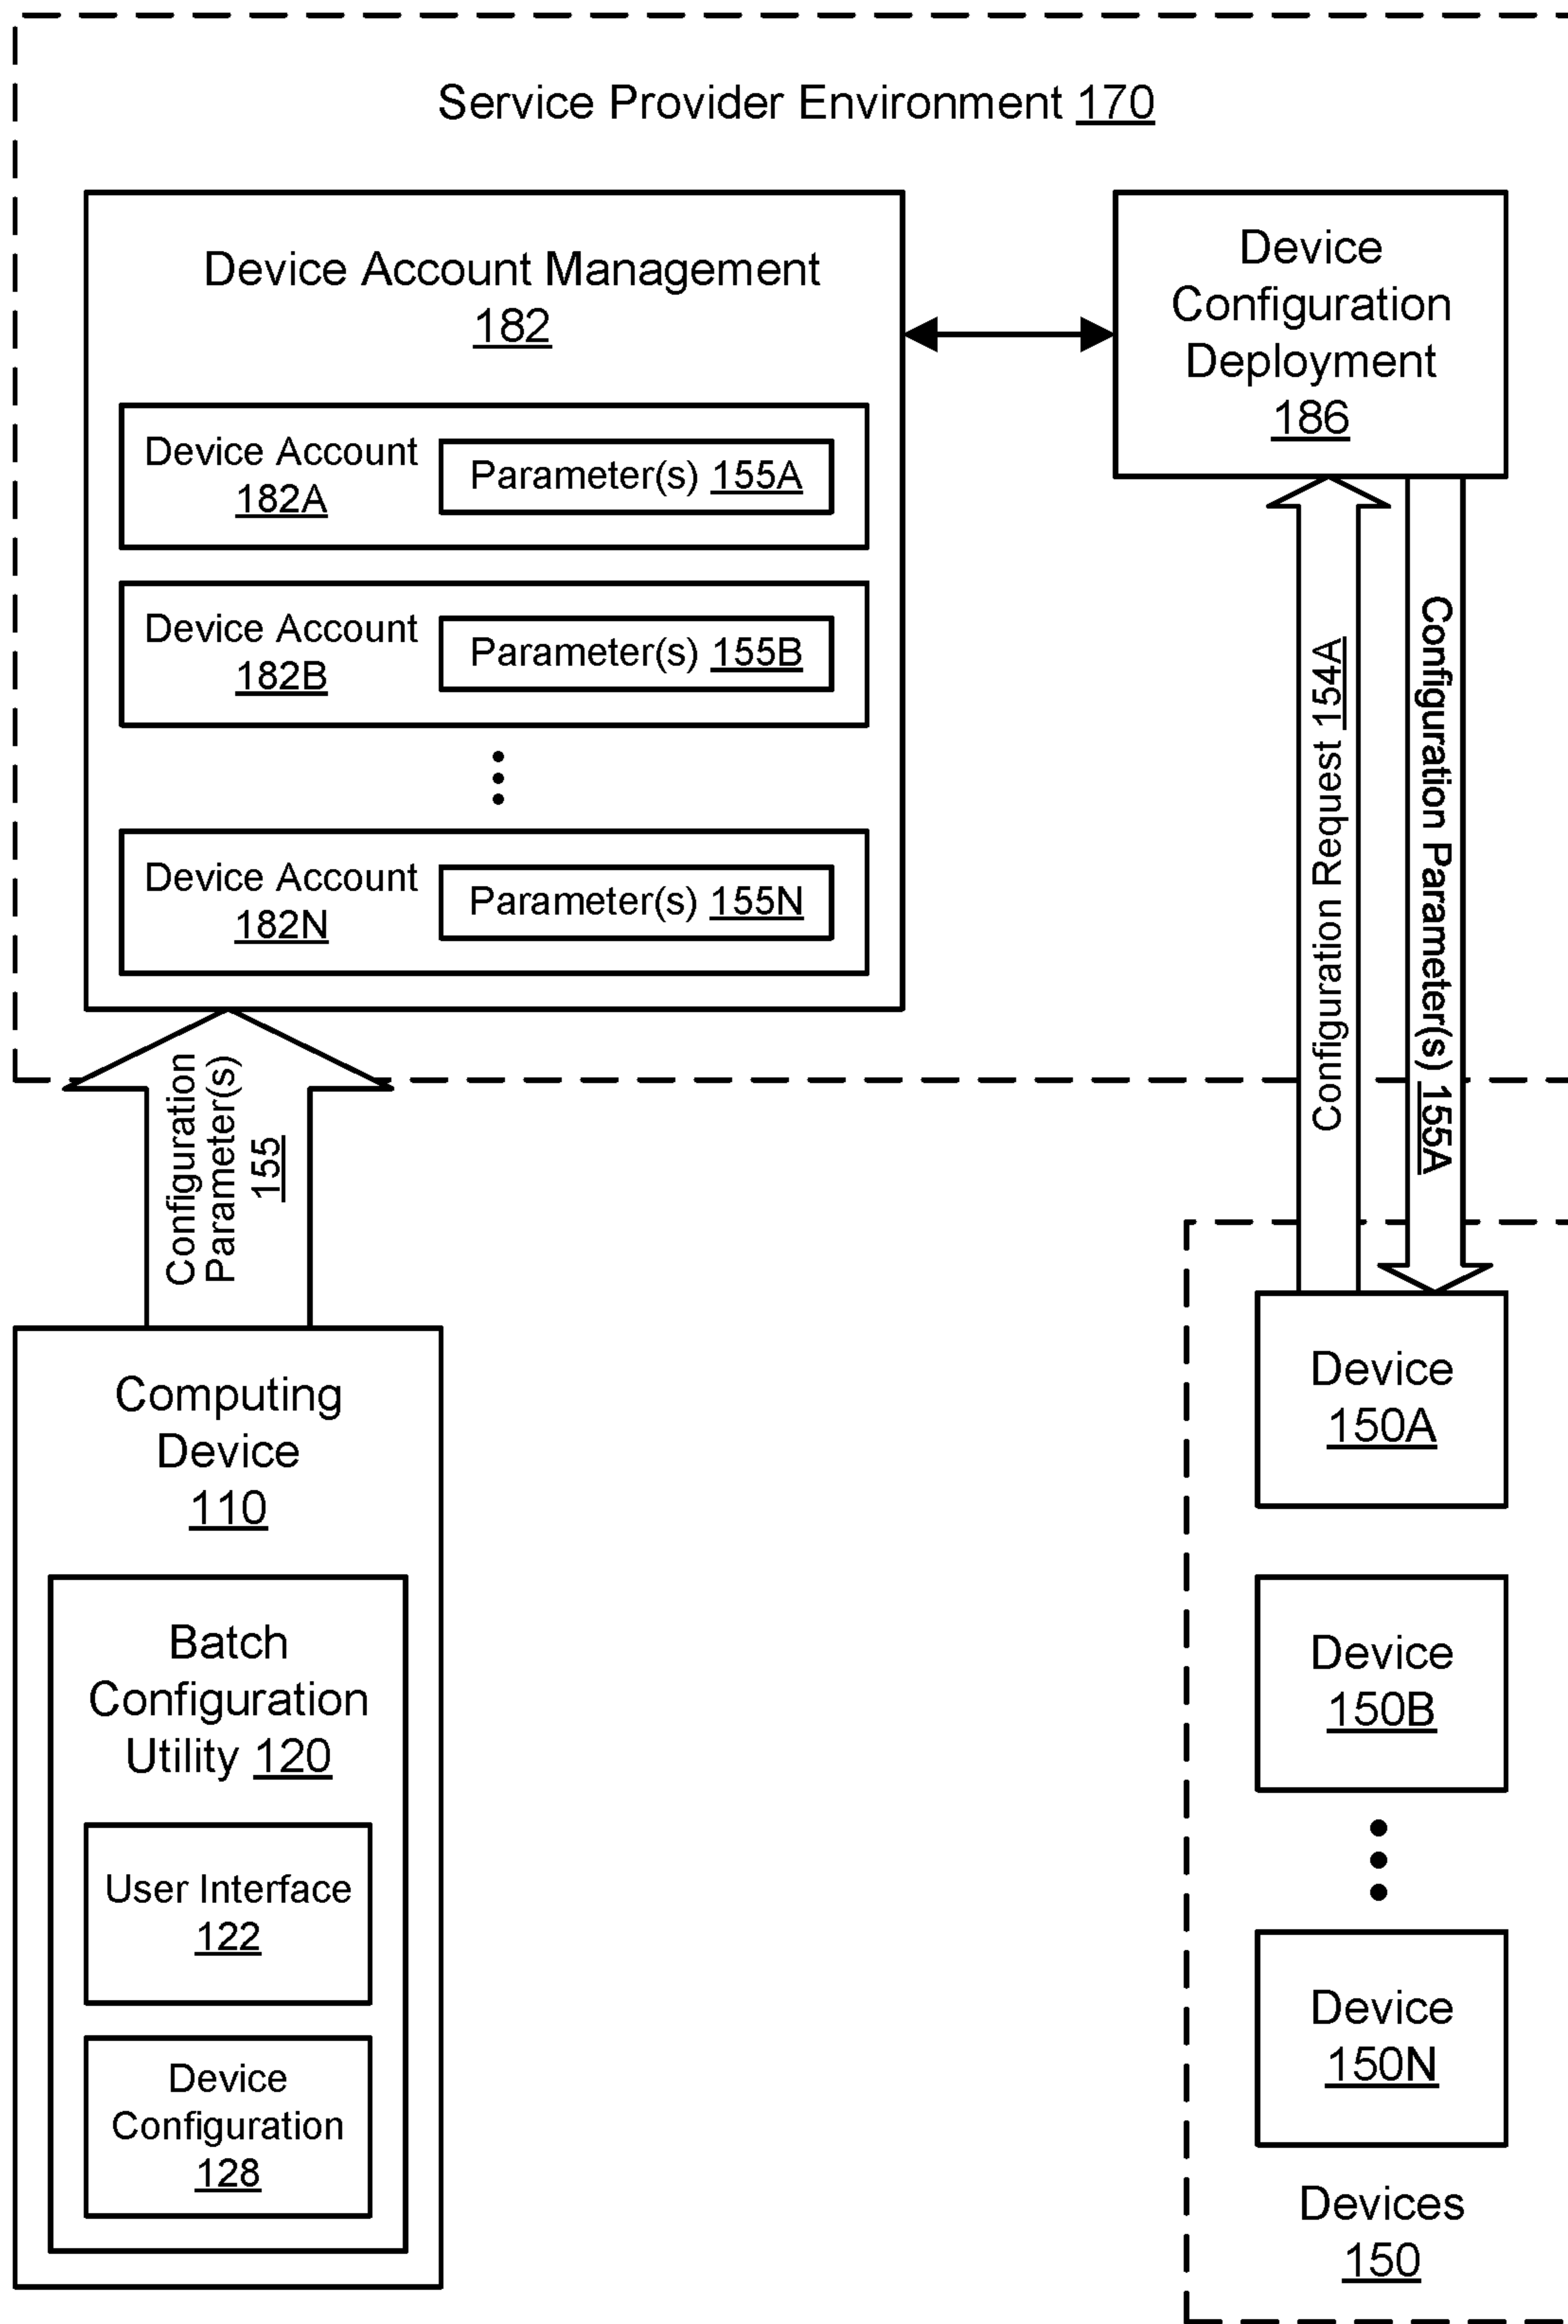 Service Provider Environment 170
Device Account Management
182
Device Account
182A
Parameter(s) 155A
Device Account
182B
Parameter(s) 155B
Device Account
182N
Parameter(s) 155N
Device
Configuration
Deployment
186
Configuration Request 154A
Configuration Parameter(s) 155A
Configuration
Parameter(s)
155
Computing
Device
110
Batch
Configuration
Utility 120
User Interface
122
Device
Configuration
128
Device
150A
Device
150B
Device
150N
Devices
150